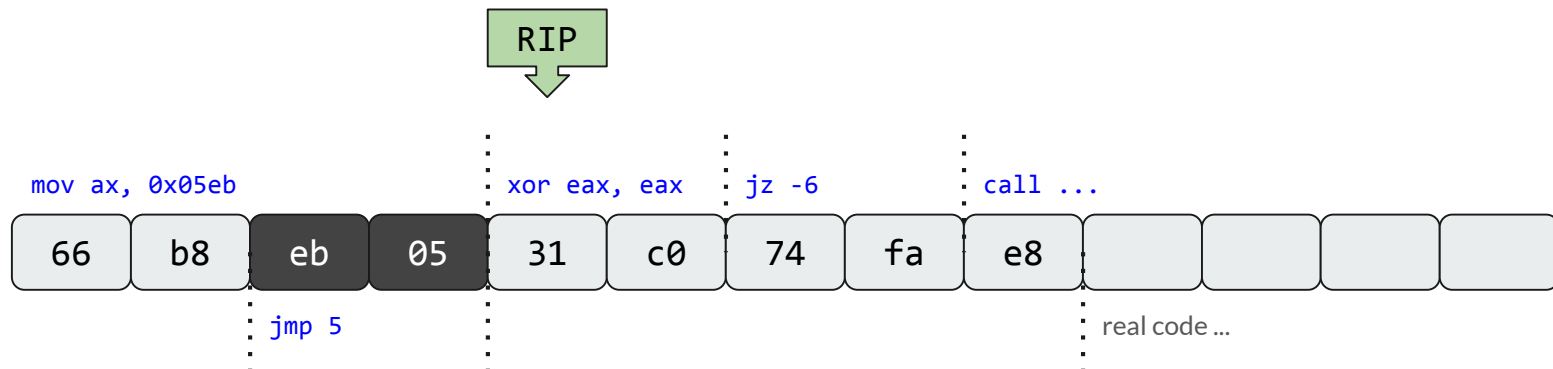 RIP
mov ax, 0x05eb
xor eax, eax
jz -6
call ...
66 b8 eb 05 31 c0 74 fa e8
jmp 5
real code ...